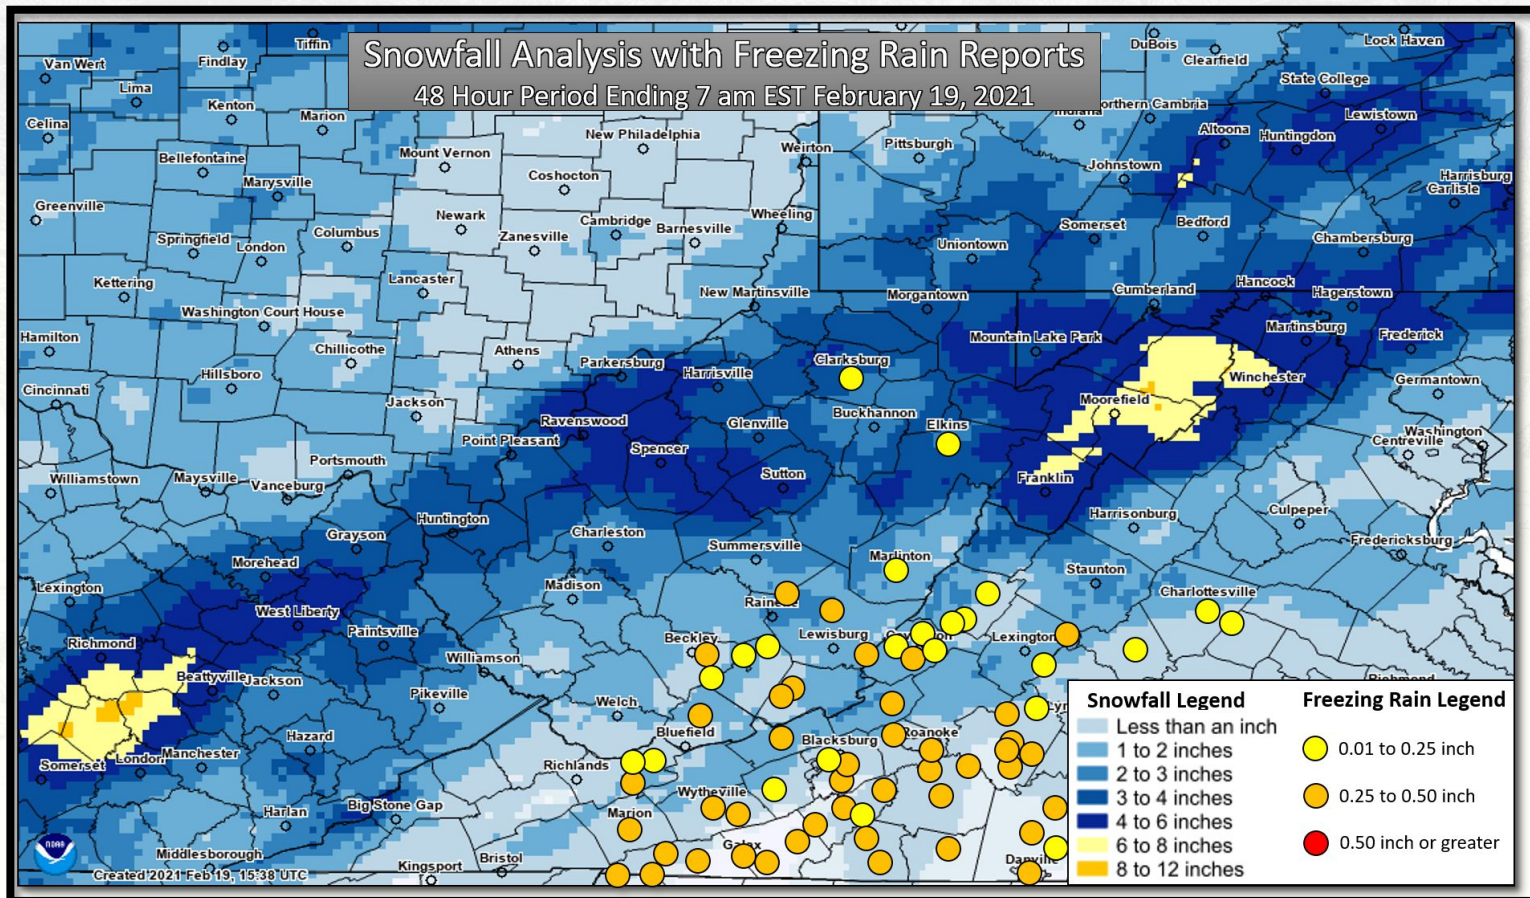 Snowfall Analysis with Freezing Rain Reports
48 Hour Period Ending 7 am EST February 19, 2021
Tiffin
DuBois
Lock Haven
Van Wert
Findlay
Clearfield
State College
Lima
Kenton
Marion
Northern Cambria
Lewistown
Celina
New Philadelphia
Weirton
Pittsburgh
Altoona
Huntingdon
Bellefontaine
Mount Vernon
Johnstown
Marysville
Coshocton
Harrisburg
Carlisle
Greenville
Newark
Cambridge
Barnesville
Wheeling
Somerset
Bedford
Springfield
London
Columbus
Zanesville
Uniontown
Chambersburg
Kettering
Lancaster
New Martinsville
Morgantown
Cumberland
Hancock
Hagerstown
Washington Court House
Hamilton
Chillicothe
Athens
Parkersburg
Clarksburg
Mountain Lake Park
Martinsburg
Frederick
Hillsboro
Harrisville
Winchester
Germantown
Cincinnati
Jackson
Ravenswood
Glenville
Buckhannon
Elkins
Moorefield
Washington
Centreville
Point Pleasant
Spencer
Sutton
Franklin
Williamstown
Maysville
Vanceburg
Portsmouth
Huntington
Harrisonburg
Culpeper
Grayson
Charleston
Summersville
Marlinton
Fredericksburg
Morehead
Lexington
Madison
Staunton
West Liberty
Charlottesville
Richmond
Paintsville
Beckley
Lewisburg
Lexington
Beattyville
Jackson
Williamson
Pikeville
Welch
Hazard
Bluefield
Blacksburg
Roanoke
Somerset
London
Manchester
Richlands
Wytheville
Harlan
Big Stone Gap
Marion
Middlesborough
Kingsport
Bristol
Galax
Danville
NOAA
Created 2021 Feb 19, 15:38 UTC
Snowfall Legend
Less than an inch
1 to 2 inches
2 to 3 inches
3 to 4 inches
4 to 6 inches
6 to 8 inches
8 to 12 inches
Freezing Rain Legend
0.01 to 0.25 inch
0.25 to 0.50 inch
0.50 inch or greater